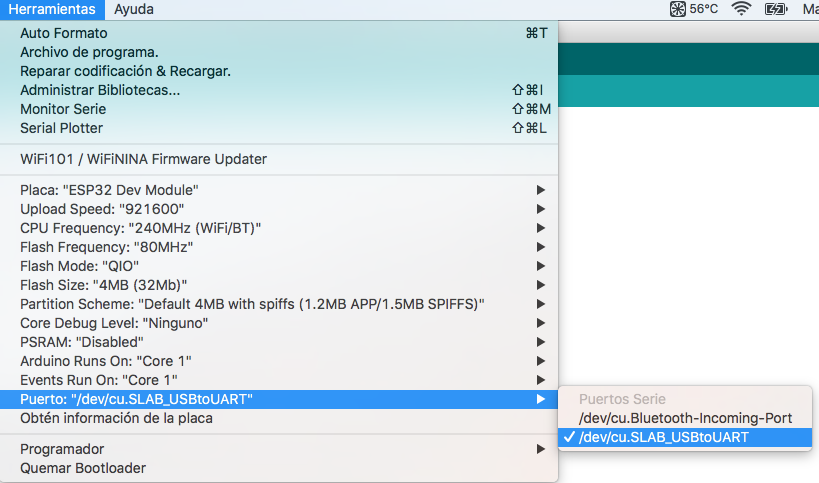 Herramientas Ayuda 56°C Ma
Auto Formato ⌘T
Archivo de programa.
Reparar codificación & Recargar.
Administrar Bibliotecas... ⇧⌘I
Monitor Serie ⇧⌘M
Serial Plotter ⇧⌘L
WiFi101 / WiFiNINA Firmware Updater
Placa: "ESP32 Dev Module"
Upload Speed: "921600"
CPU Frequency: "240MHz (WiFi/BT)"
Flash Frequency: "80MHz"
Flash Mode: "QIO"
Flash Size: "4MB (32Mb)"
Partition Scheme: "Default 4MB with spiffs (1.2MB APP/1.5MB SPIFFS)"
Core Debug Level: "Ninguno"
PSRAM: "Disabled"
Arduino Runs On: "Core 1"
Events Run On: "Core 1"
Puerto: "/dev/cu.SLAB_USBtoUART"
Obtén información de la placa
Programador
Quemar Bootloader
Puertos Serie
/dev/cu.Bluetooth-Incoming-Port
/dev/cu.SLAB_USBtoUART